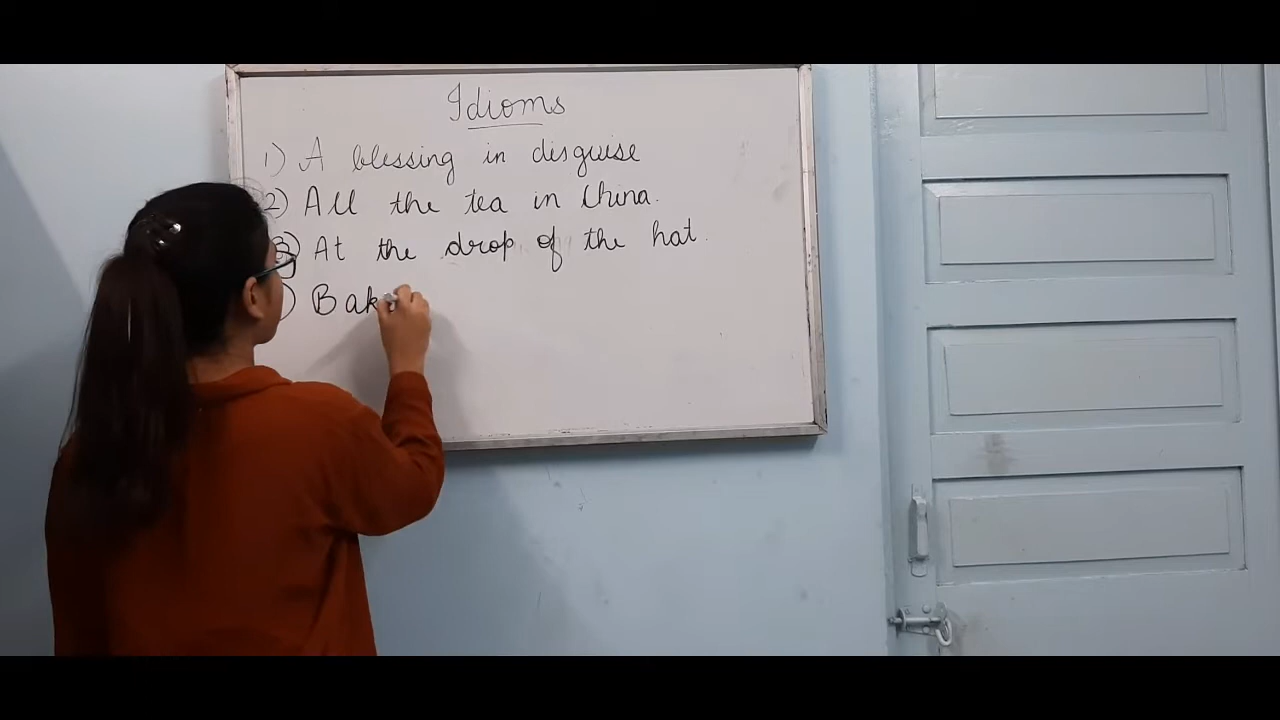 Idioms
1) A blessing in disguise
2) All the tea in China.
3) At the drop of the hat.
) Bak